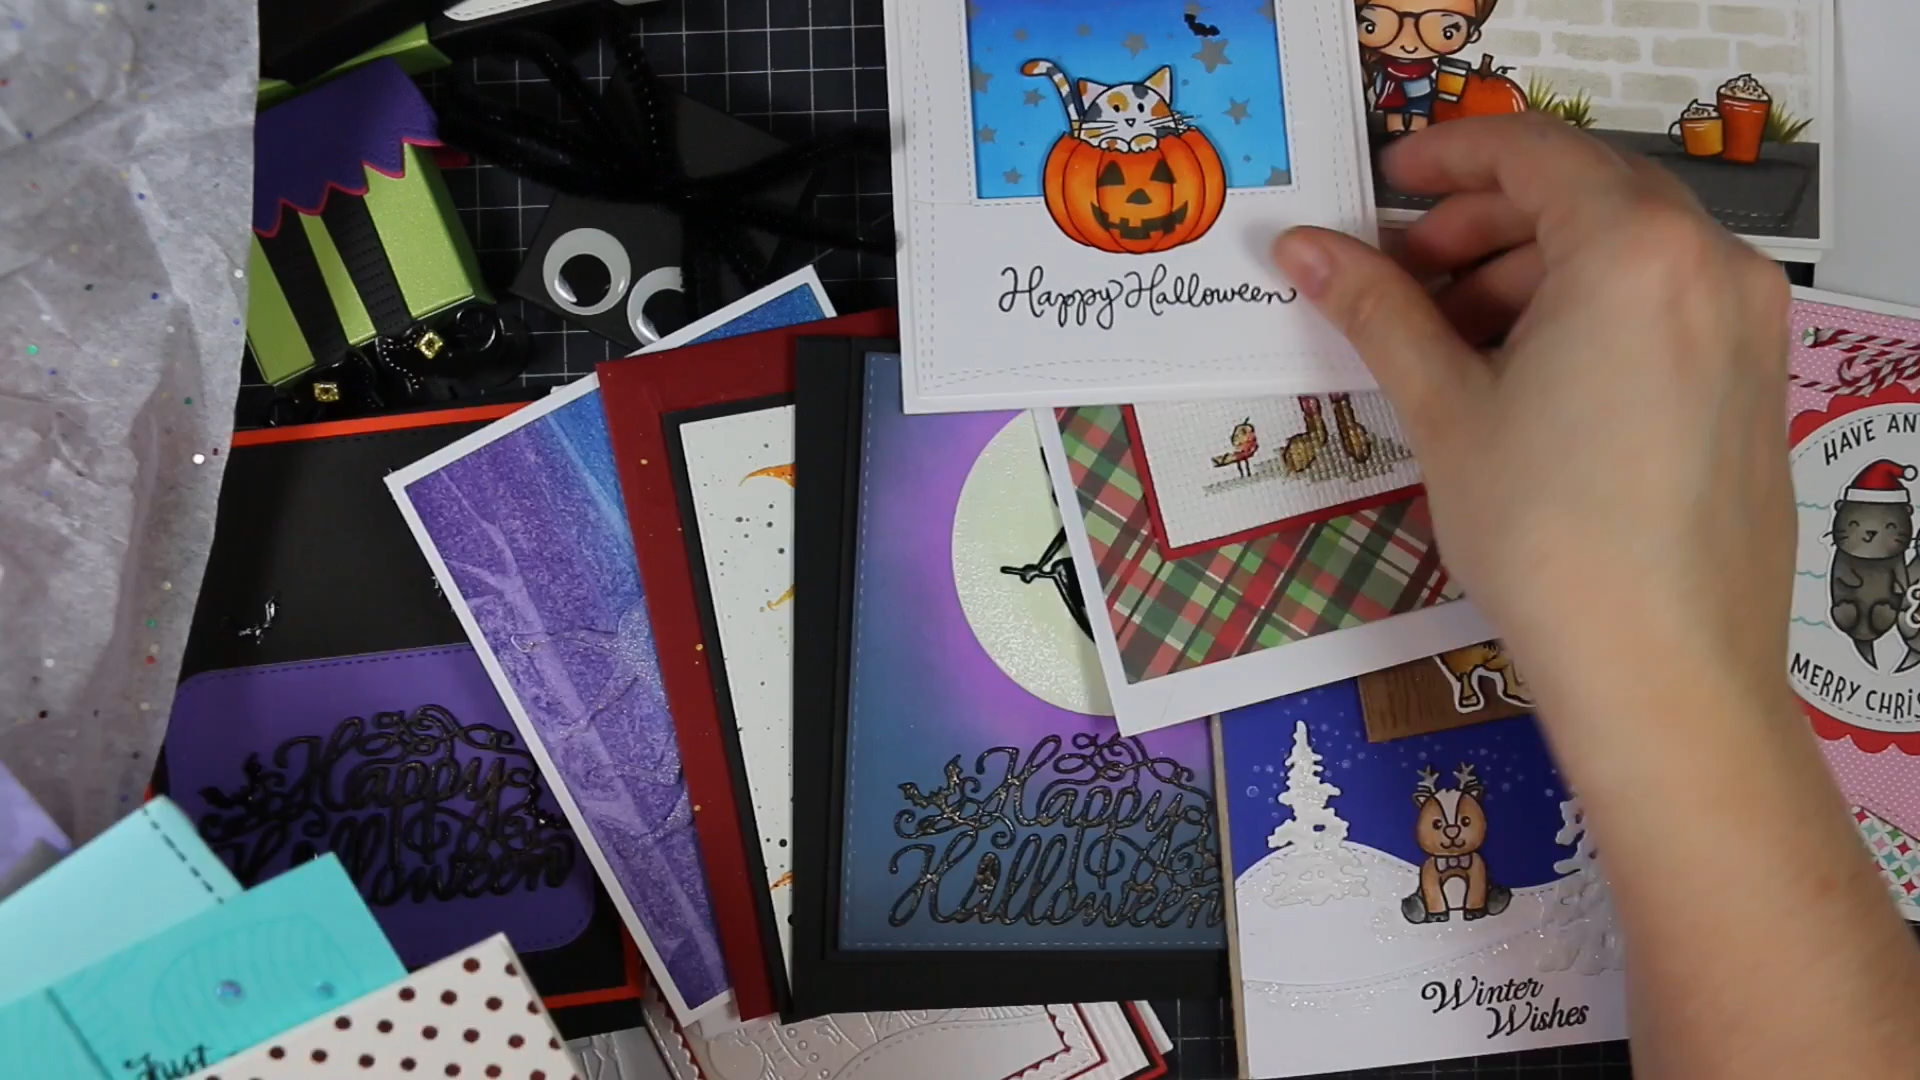 Happy Halloween
HAVE AN
MERRY CHRIS
Happy
Halloween
Happy
Halloween
Winter
Wishes
Just